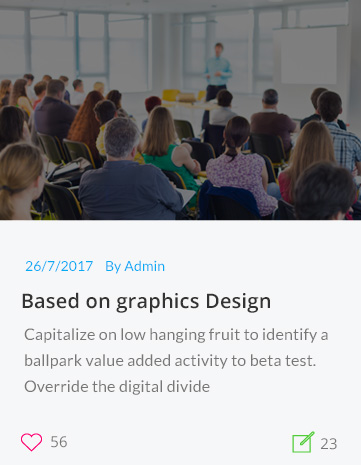 26/7/2017 By Admin
Based on graphics Design
Capitalize on low hanging fruit to identify a
ballpark value added activity to beta test.
Override the digital divide
56
23